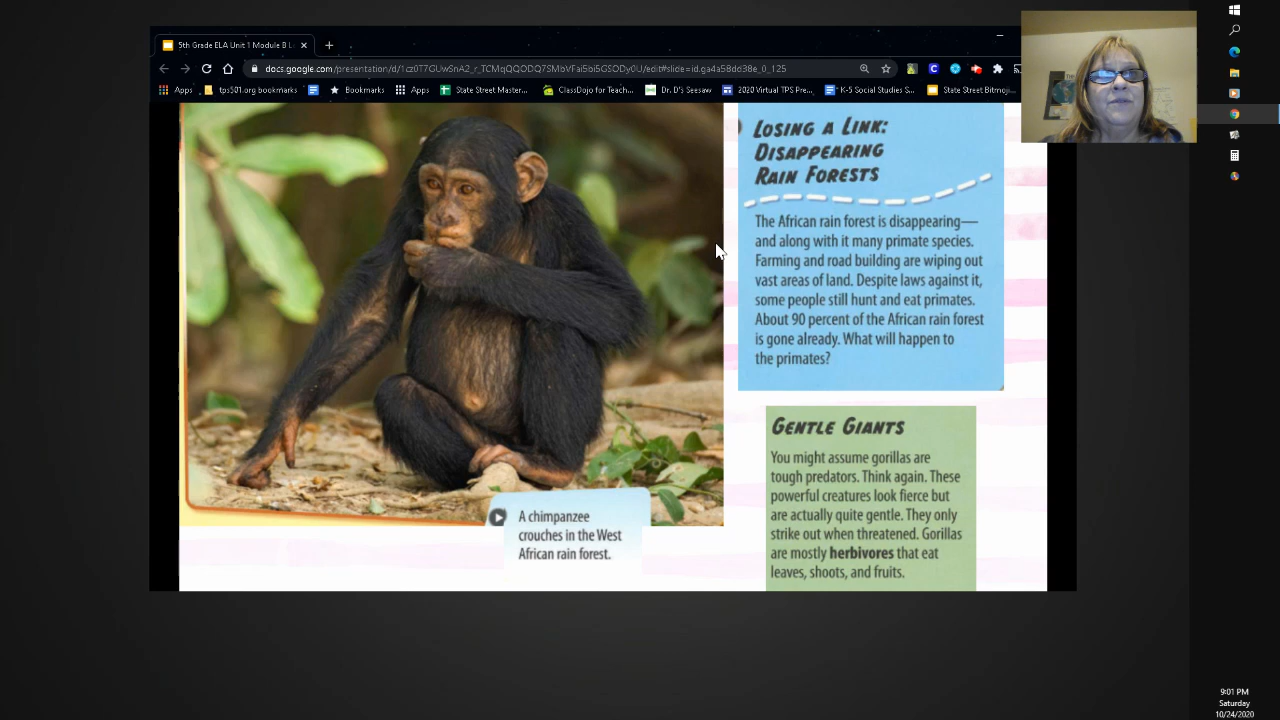 5th Grade ELA Unit 1 Module B L
docs.google.com/presentation/d/1cz0T7GUwSnA2_r_TCMqQQODQ7SMbVFai5bi5GSODy0U/edit#slide=id.ga4a58dd38e_0_125
Apps tps501.org bookmarks Bookmarks Apps State Street Master... ClassDojo for Teach... Dr. D's Seesaw 2020 Virtual TPS Pre... K-5 Social Studies S... State Street Bitmoji...
LOSING A LINK:
DISAPPEARING
RAIN FORESTS
The African rain forest is disappearing—
and along with it many primate species.
Farming and road building are wiping out
vast areas of land. Despite laws against it,
some people still hunt and eat primates.
About 90 percent of the African rain forest
is gone already. What will happen to
the primates?
GENTLE GIANTS
You might assume gorillas are
tough predators. Think again. These
powerful creatures look fierce but
are actually quite gentle. They only
strike out when threatened. Gorillas
are mostly herbivores that eat
leaves, shoots, and fruits.
A chimpanzee
crouches in the West
African rain forest.
9:01 PM
Saturday
10/24/2020